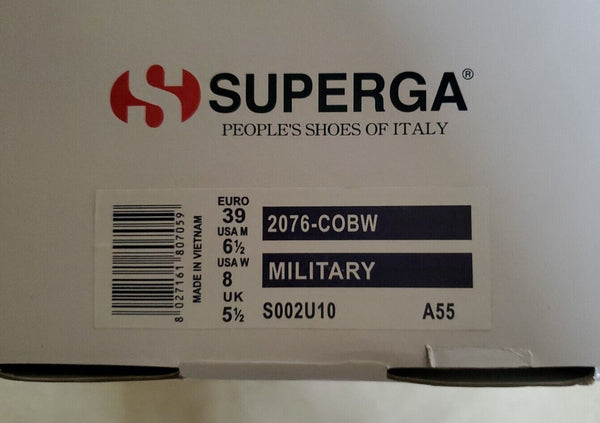 SUPERGA®
PEOPLE'S SHOES OF ITALY
8 027161 807059
MADE IN VIETNAM
EURO
39
USA M
6½
USA W
8
UK
5½
2076-COBW
MILITARY
S002U10 A55